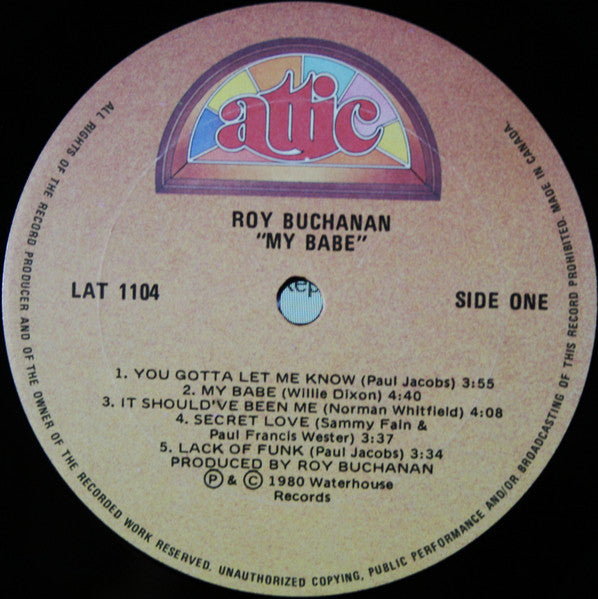 attic
ROY BUCHANAN
"MY BABE"
LAT 1104
SIDE ONE
1. YOU GOTTA LET ME KNOW (Paul Jacobs) 3:55
2. MY BABE (Willie Dixon) 4:40
3. IT SHOULD'VE BEEN ME (Norman Whitfield) 4:08
4. SECRET LOVE (Sammy Fain &
Paul Francis Wester) 3:37
5. LACK OF FUNK (Paul Jacobs) 3:34
PRODUCED BY ROY BUCHANAN
Ⓟ & © 1980 Waterhouse
Records
ALL RIGHTS OF THE RECORD PRODUCER AND OF THE OWNER OF THE RECORDED WORK RESERVED. UNAUTHORIZED COPYING, PUBLIC PERFORMANCE AND/OR BROADCASTING OF THIS RECORD PROHIBITED. MADE IN CANADA.